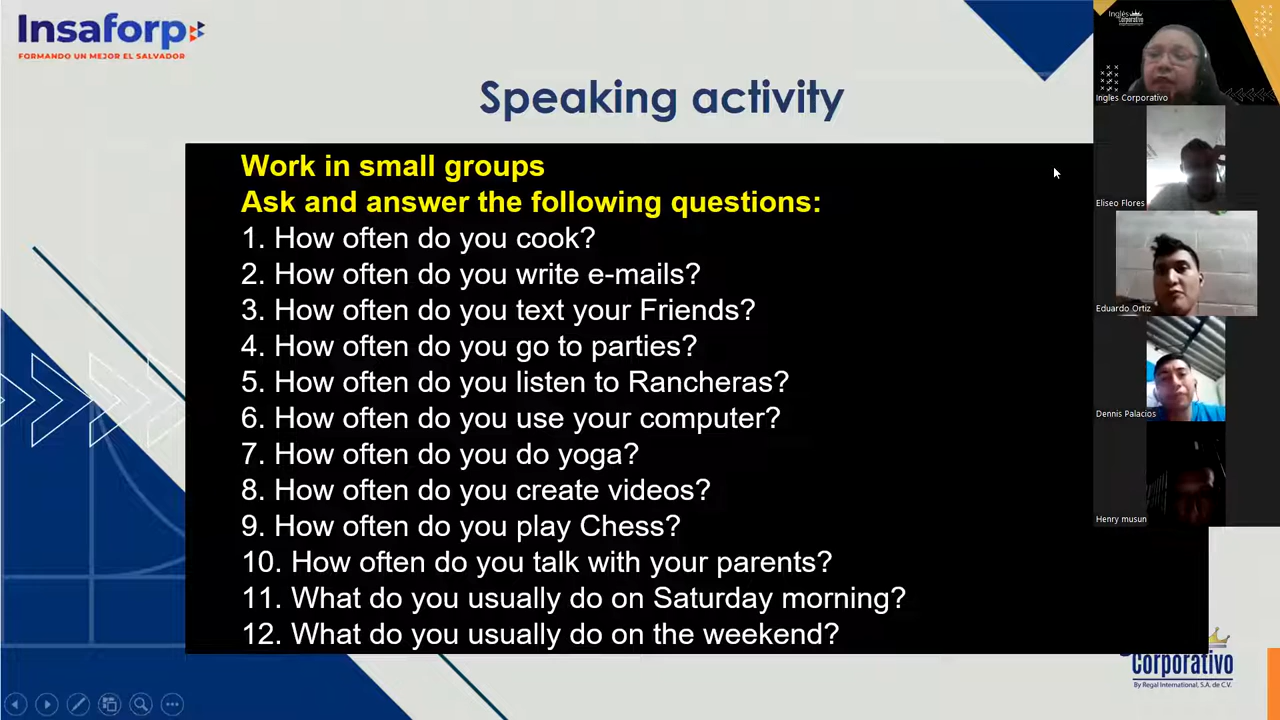 Insaforp
FORMANDO UN MEJOR EL SALVADOR
Speaking activity
Work in small groups
Ask and answer the following questions:
1. How often do you cook?
2. How often do you write e-mails?
3. How often do you text your Friends?
4. How often do you go to parties?
5. How often do you listen to Rancheras?
6. How often do you use your computer?
7. How often do you do yoga?
8. How often do you create videos?
9. How often do you play Chess?
10. How often do you talk with your parents?
11. What do you usually do on Saturday morning?
12. What do you usually do on the weekend?
Inglés
Corporativo
Ingles Corporativo
Eliseo Flores
Eduardo Ortiz
Dennis Palacios
Henry musun
Corporativo
By Regal International, S.A. de C.V.